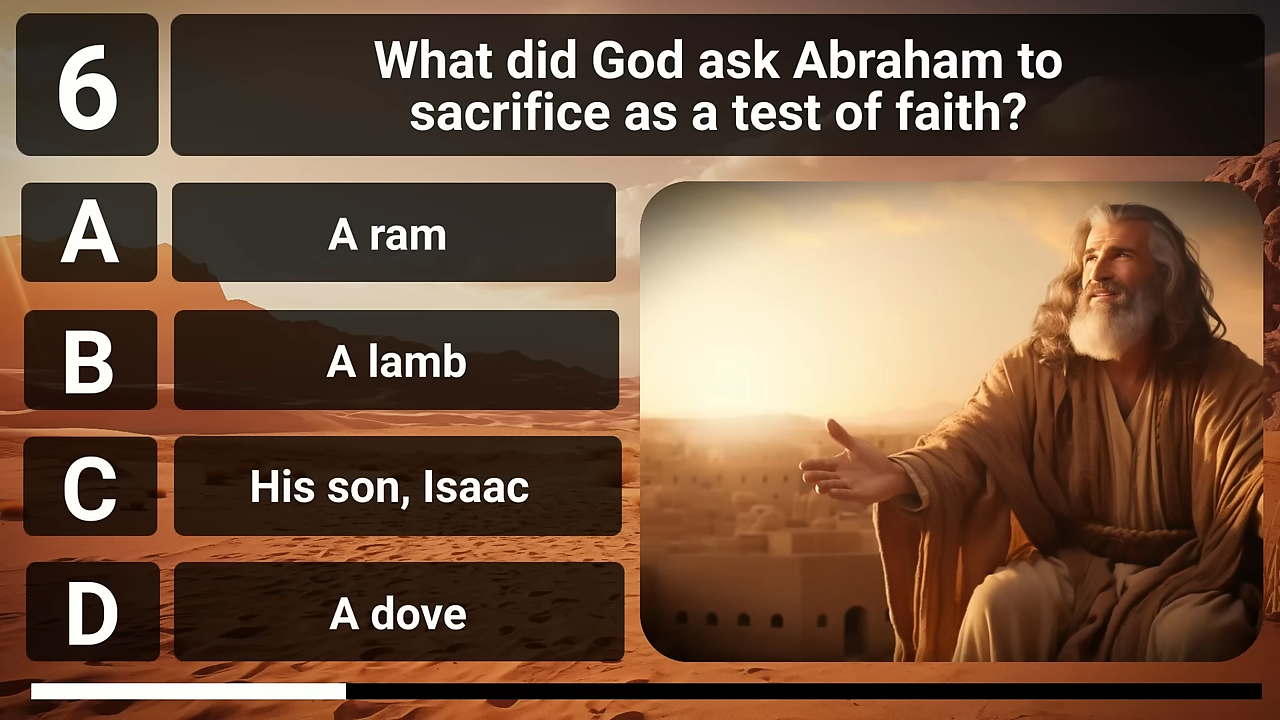 6
What did God ask Abraham to
sacrifice as a test of faith?
A
A ram
B
A lamb
C
His son, Isaac
D
A dove